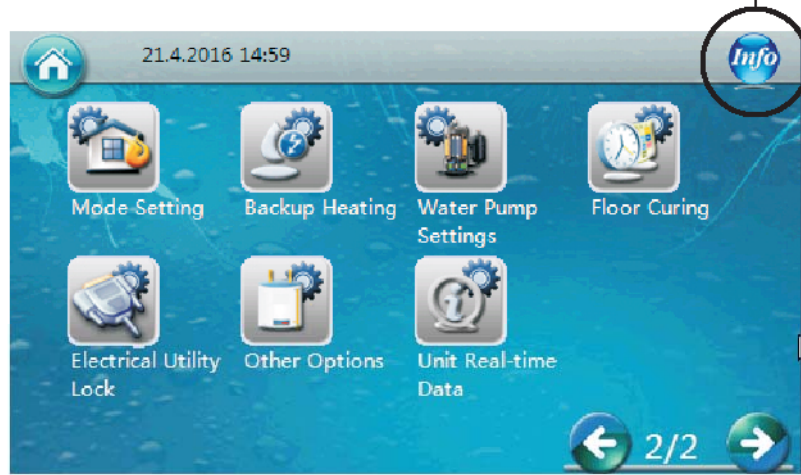 21.4.2016 14:59
Info
Mode Setting
Backup Heating
Water Pump
Settings
Floor Curing
Electrical Utility
Lock
Other Options
Unit Real-time
Data
2/2